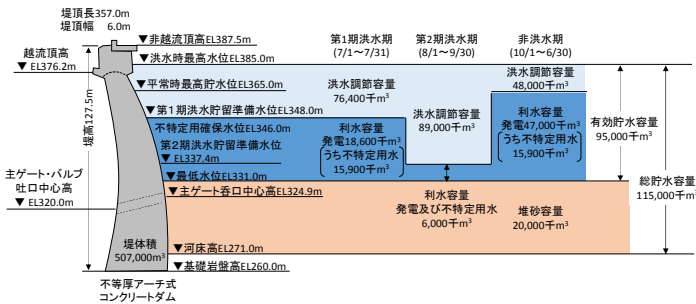 堤頂長357.0m
堤頂幅 6.0m
越流頂高
▼EL376.2m
▼非越流頂高EL387.5m
▼洪水時最高水位EL385.0m
▼平常時最高貯水位EL365.0m
▼第1期洪水貯留準備水位EL348.0m
不特定用確保水位EL346.0m
第2期洪水貯留準備水位
▼EL337.4m
▼最低水位EL331.0m
▼主ゲート呑口中心高EL324.9m
堤高127.5m
主ゲート・バルブ
吐口中心高
▼EL320.0m
堤体積
507,000m³
▼河床高EL271.0m
▼基礎岩盤高EL260.0m
不等厚アーチ式
コンクリートダム
第1期洪水期
(7/1~7/31)
第2期洪水期
(8/1~9/30)
非洪水期
(10/1~6/30)
洪水調節容量
76,400千m³
洪水調節容量
89,000千m³
洪水調節容量
48,000千m³
利水容量
発電18,600千m³
うち不特定用水
15,900千m³
利水容量
発電47,000千m³
うち不特定用水
15,900千m³
利水容量
発電及び不特定用水
6,000千m³
堆砂容量
20,000千m³
有効貯水容量
95,000千m³
総貯水容量
115,000千m³